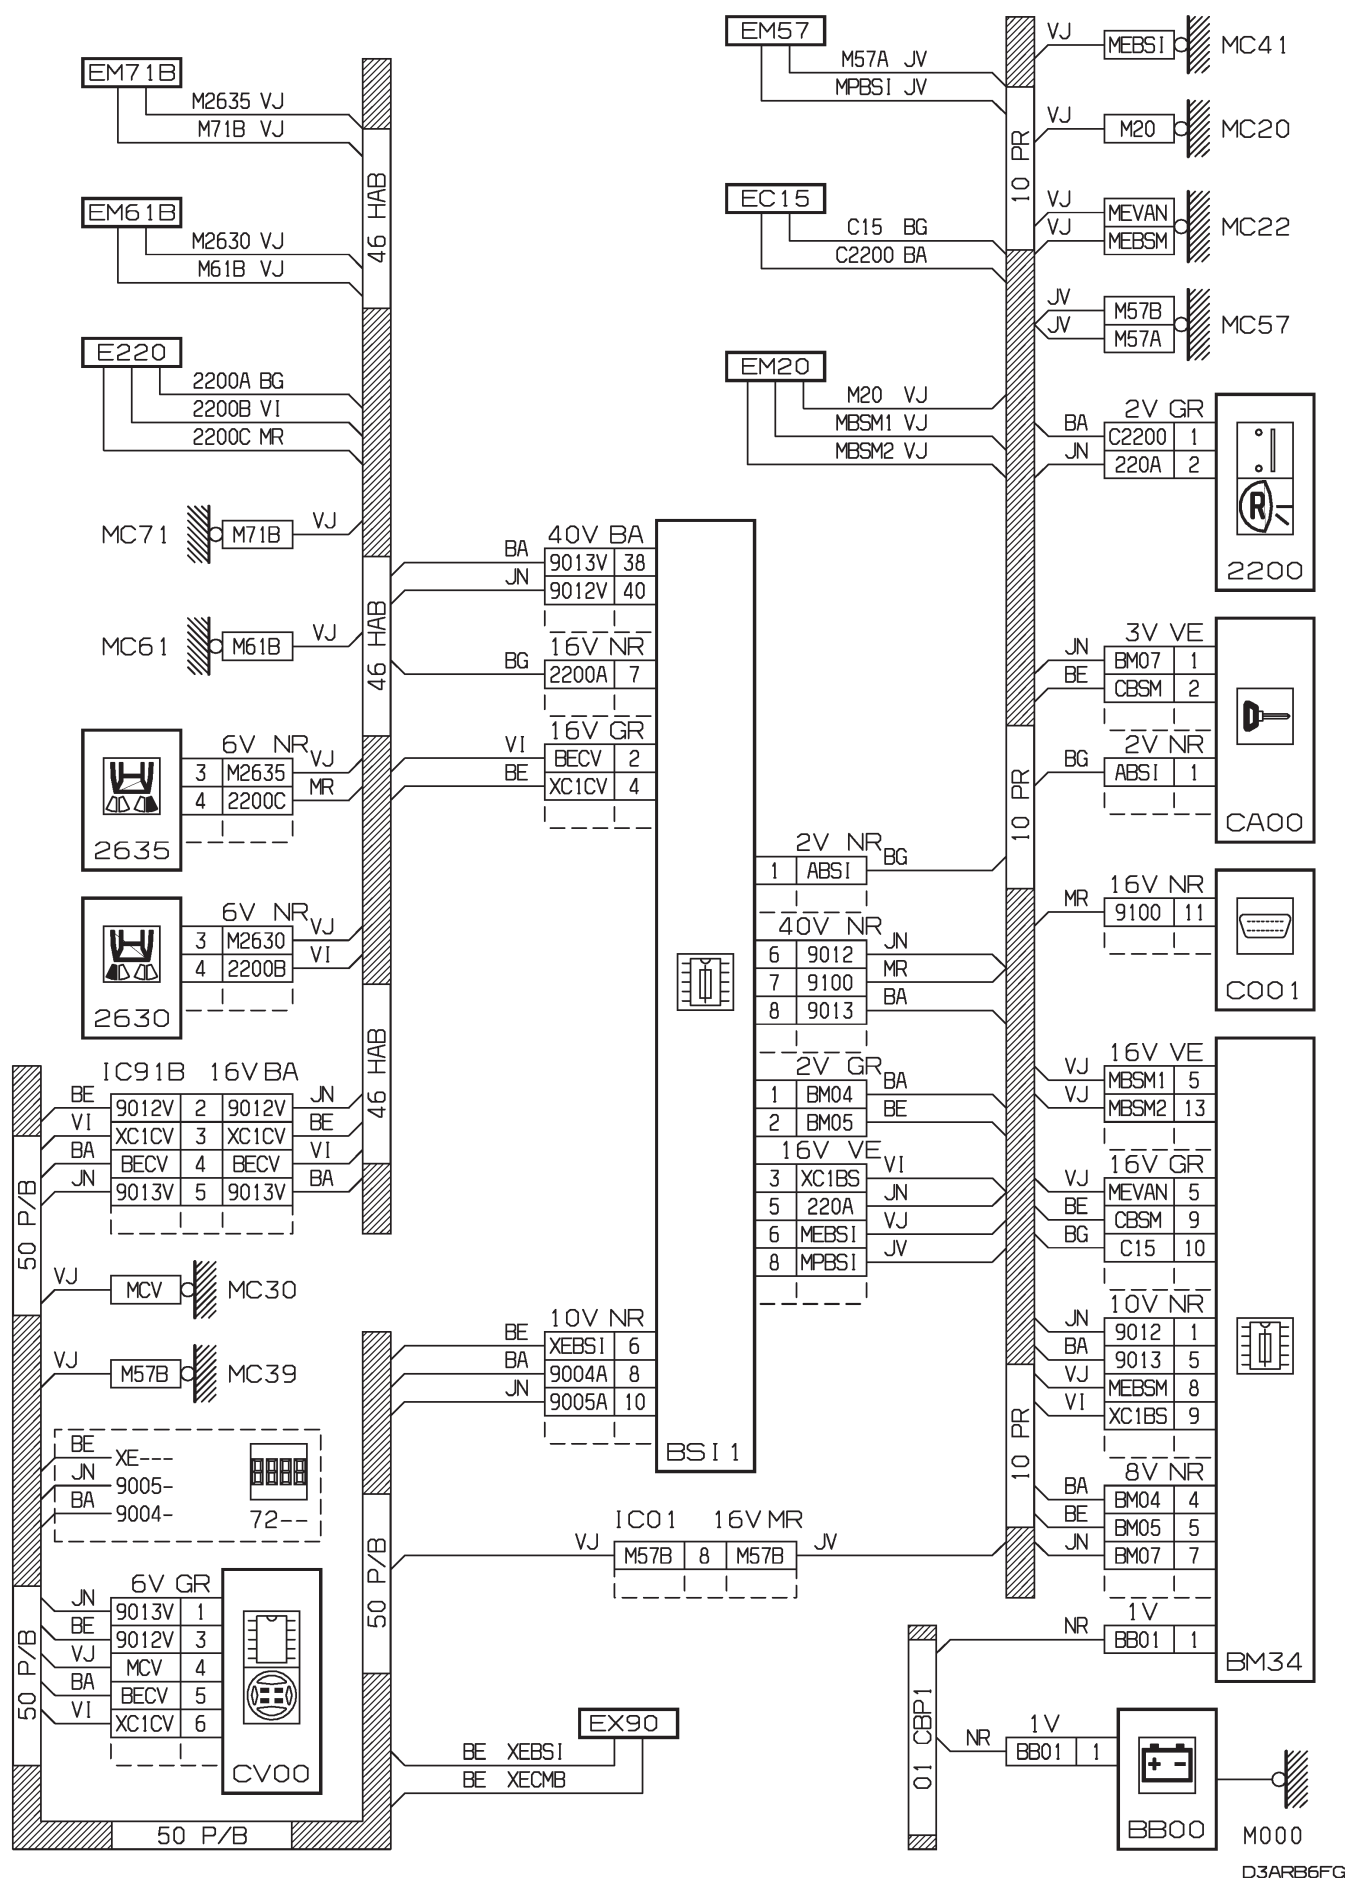 EM71B
M2635 VJ
M71B VJ
EM61B
M2630 VJ
M61B VJ
E220
2200A BG
2200B VI
2200C MR
46 HAB
MC71
M71B
VJ
MC61
M61B
VJ
46 HAB
6V NR
3 M2635 VJ
4 2200C MR
2635
6V NR
3 M2630 VJ
4 2200B VI
2630
46 HAB
IC91B 16V BA
BE 9012V 2 9012V JN
VI XC1CV 3 XC1CV BE
BA BECV 4 BECV VI
JN 9013V 5 9013V BA
50 P/B
VJ MCV MC30
VJ M57B MC39
BE XE---
JN 9005-
BA 9004-
72--
6V GR
JN 9013V 1
BE 9012V 3
VJ MCV 4
BA BECV 5
VI XC1CV 6
CV00
50 P/B
50 P/B
50 P/B
40V BA
BA 9013V 38
JN 9012V 40
16V NR
BG 2200A 7
16V GR
VI BECV 2
BE XC1CV 4
10V NR
BE XEBSI 6
BA 9004A 8
JN 9005A 10
BSI1
2V NR
1 ABSI BG
40V NR
6 9012 JN
7 9100 MR
8 9013 BA
2V GR
1 BM04 BA
2 BM05 BE
16V VE
3 XC1BS VI
5 220A JN
6 MEBSI VJ
8 MPBSI JV
IC01 16V MR
VJ M57B 8 M57B JV
EX90
BE XEBSI
BE XECMB
EM57
M57A JV
MPBSI JV
EC15
C15 BG
C2200 BA
EM20
M20 VJ
MBSM1 VJ
MBSM2 VJ
10 PR
10 PR
10 PR
VJ MEBSI MC41
VJ M20 MC20
VJ MEVAN
VJ MEBSM
MC22
JV M57B
JV M57A
MC57
2V GR
BA C2200 1
JN 220A 2
R
2200
3V VE
JN BM07 1
BE CBSM 2
2V NR
BG ABSI 1
CA00
16V NR
MR 9100 11
C001
16V VE
VJ MBSM1 5
VJ MBSM2 13
16V GR
VJ MEVAN 5
BE CBSM 9
BG C15 10
10V NR
JN 9012 1
BA 9013 5
VJ MEBSM 8
VI XC1BS 9
8V NR
BA BM04 4
BE BM05 5
JN BM07 7
1V
NR BB01 1
BM34
01 CBP1
1V
NR BB01 1
+ -
BB00
M000
D3ARB6FG